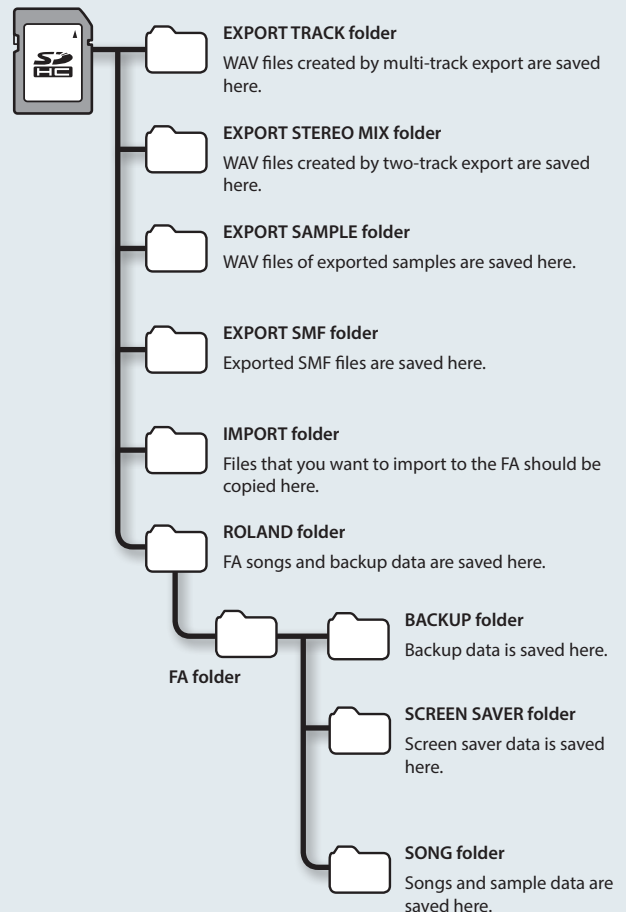 SD
HC
EXPORT TRACK folder
WAV files created by multi-track export are saved
here.
EXPORT STEREO MIX folder
WAV files created by two-track export are saved
here.
EXPORT SAMPLE folder
WAV files of exported samples are saved here.
EXPORT SMF folder
Exported SMF files are saved here.
IMPORT folder
Files that you want to import to the FA should be
copied here.
ROLAND folder
FA songs and backup data are saved here.
FA folder
BACKUP folder
Backup data is saved here.
SCREEN SAVER folder
Screen saver data is saved
here.
SONG folder
Songs and sample data are
saved here.